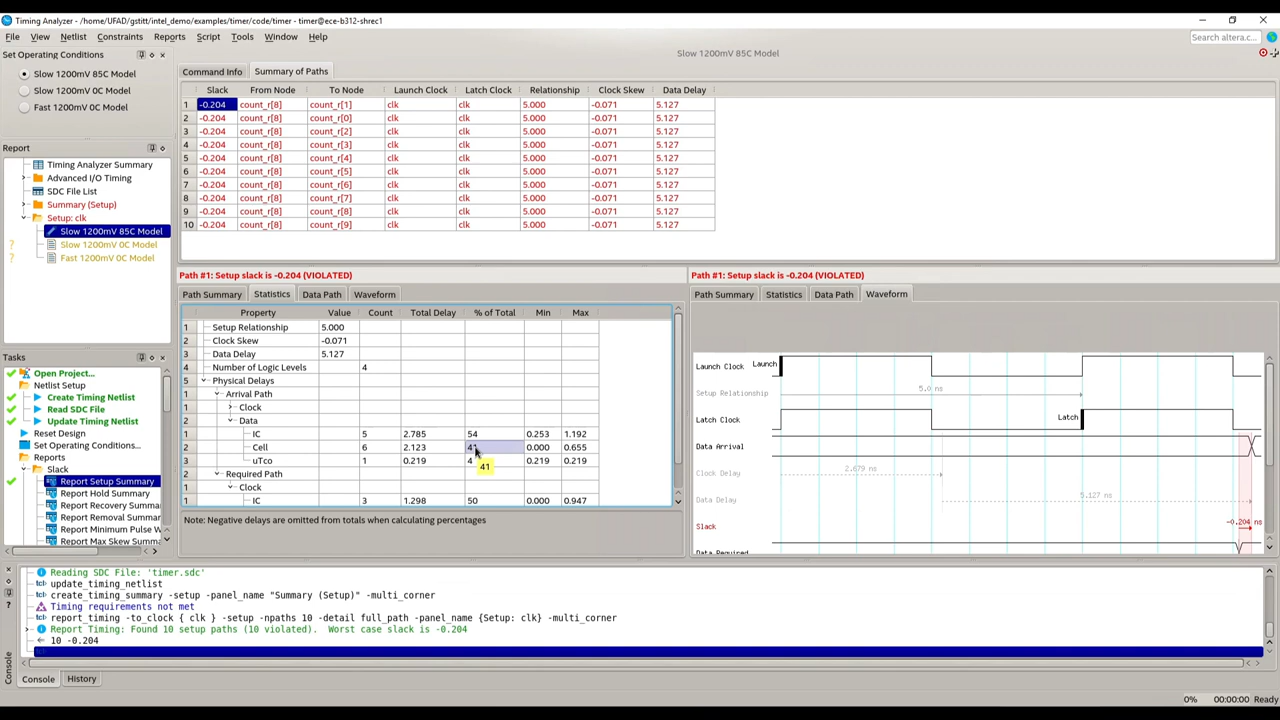 Timing Analyzer - /home/UFAD/gstitt/intel_demo/examples/timer/code/timer - timer@ece-b312-shrec1
File View Netlist Constraints Reports Script Tools Window Help
Search altera.c...
Set Operating Conditions
Slow 1200mV 85C Model
Slow 1200mV 0C Model
Fast 1200mV 0C Model
Report
Timing Analyzer Summary
Advanced I/O Timing
SDC File List
Summary (Setup)
Setup: clk
Slow 1200mV 85C Model
? Slow 1200mV 0C Model
? Fast 1200mV 0C Model
Tasks
Open Project...
Netlist Setup
Create Timing Netlist
Read SDC File
Update Timing Netlist
Reset Design
Set Operating Conditions...
Reports
Slack
Report Setup Summary
Report Hold Summary
Report Recovery Summar
Report Removal Summar
Report Minimum Pulse W
Report Max Skew Summa
Slow 1200mV 85C Model
Command Info Summary of Paths
Slack From Node To Node Launch Clock Latch Clock Relationship Clock Skew Data Delay
1 -0.204 count_r[8] count_r[1] clk clk 5.000 -0.071 5.127
2 -0.204 count_r[8] count_r[0] clk clk 5.000 -0.071 5.127
3 -0.204 count_r[8] count_r[2] clk clk 5.000 -0.071 5.127
4 -0.204 count_r[8] count_r[3] clk clk 5.000 -0.071 5.127
5 -0.204 count_r[8] count_r[4] clk clk 5.000 -0.071 5.127
6 -0.204 count_r[8] count_r[5] clk clk 5.000 -0.071 5.127
7 -0.204 count_r[8] count_r[6] clk clk 5.000 -0.071 5.127
8 -0.204 count_r[8] count_r[7] clk clk 5.000 -0.071 5.127
9 -0.204 count_r[8] count_r[8] clk clk 5.000 -0.071 5.127
10 -0.204 count_r[8] count_r[9] clk clk 5.000 -0.071 5.127
Path #1: Setup slack is -0.204 (VIOLATED)
Path Summary Statistics Data Path Waveform
Property Value Count Total Delay % of Total Min Max
1 Setup Relationship 5.000
2 Clock Skew -0.071
3 Data Delay 5.127
4 Number of Logic Levels 4
5 Physical Delays
1 Arrival Path
1 Clock
2 Data
1 IC 5 2.785 54 0.253 1.192
2 Cell 6 2.123 41 0.000 0.655
3 uTco 1 0.219 4 0.219 0.219
41
2 Required Path
1 Clock
1 IC 3 1.298 50 0.000 0.947
Note: Negative delays are omitted from totals when calculating percentages
Path #1: Setup slack is -0.204 (VIOLATED)
Path Summary Statistics Data Path Waveform
Launch Clock Launch
Setup Relationship 5.0 ns
Latch Clock Latch
Data Arrival
Clock Delay 2.679 ns
Data Delay 5.127 ns
Slack -0.204 ns
Data Required
Reading SDC File: 'timer.sdc'
tcl> update_timing_netlist
tcl> create_timing_summary -setup -panel_name "Summary (Setup)" -multi_corner
Timing requirements not met
tcl> report_timing -to_clock { clk } -setup -npaths 10 -detail full_path -panel_name {Setup: clk} -multi_corner
Report Timing: Found 10 setup paths (10 violated). Worst case slack is -0.204
10 -0.204
Console
Console History
0% 00:00:00 Ready